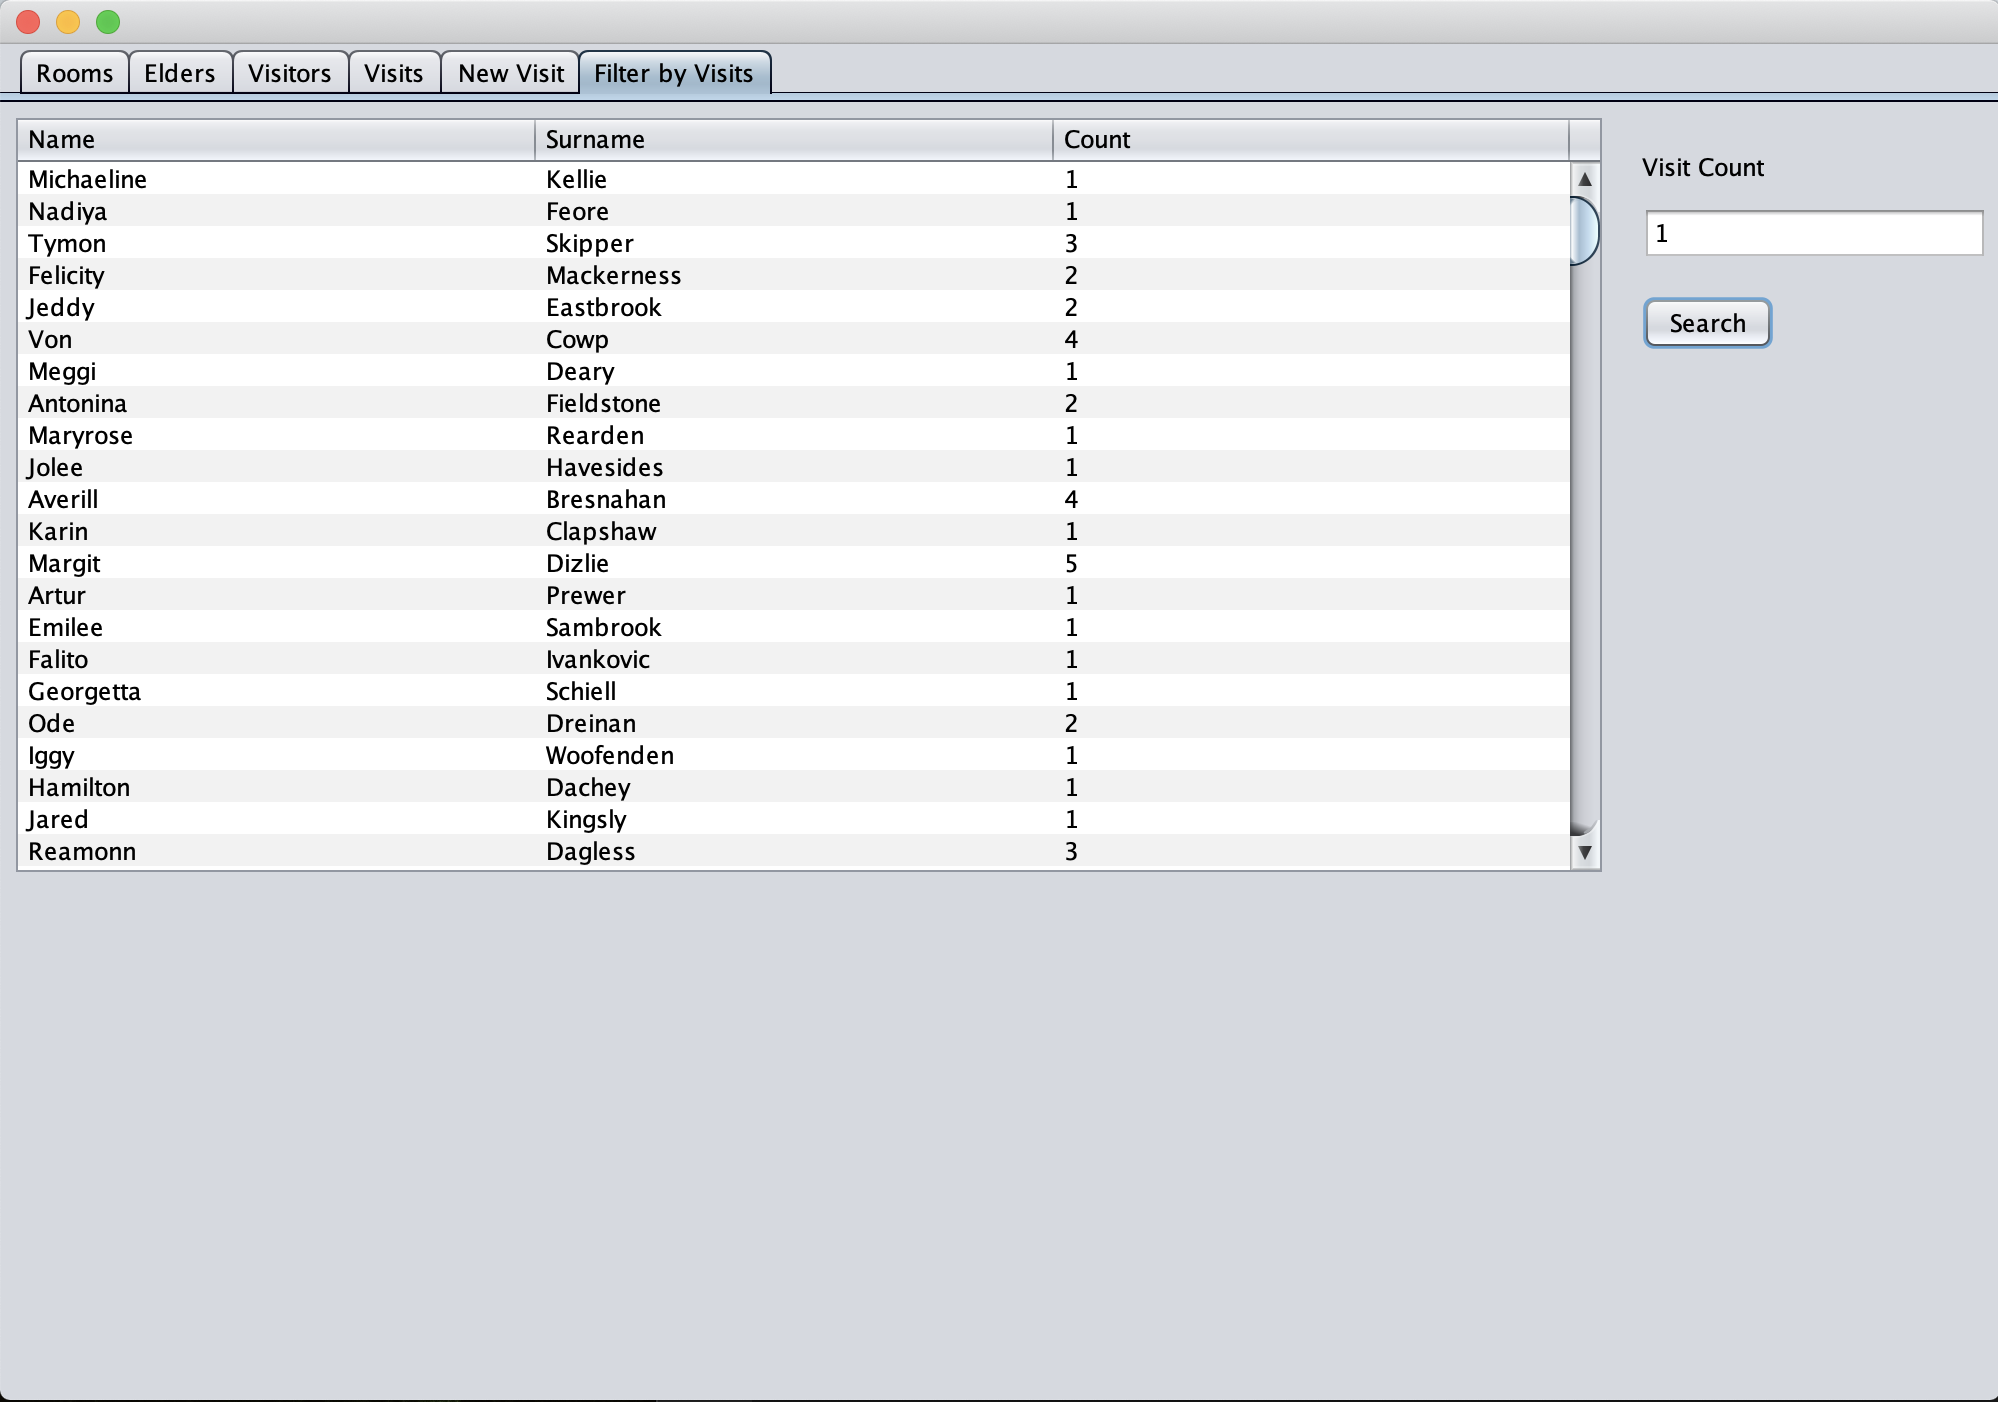 Rooms Elders Visitors Visits New Visit Filter by Visits
Name Surname Count
Visit Count
1
Search
Michaeline Kellie 1
Nadiya Feore 1
Tymon Skipper 3
Felicity Mackerness 2
Jeddy Eastbrook 2
Von Cowp 4
Meggi Deary 1
Antonina Fieldstone 2
Maryrose Rearden 1
Jolee Havesides 1
Averill Bresnahan 4
Karin Clapshaw 1
Margit Dizlie 5
Artur Prewer 1
Emilee Sambrook 1
Falito Ivankovic 1
Georgetta Schiell 1
Ode Dreinan 2
Iggy Woofenden 1
Hamilton Dachey 1
Jared Kingsly 1
Reamonn Dagless 3